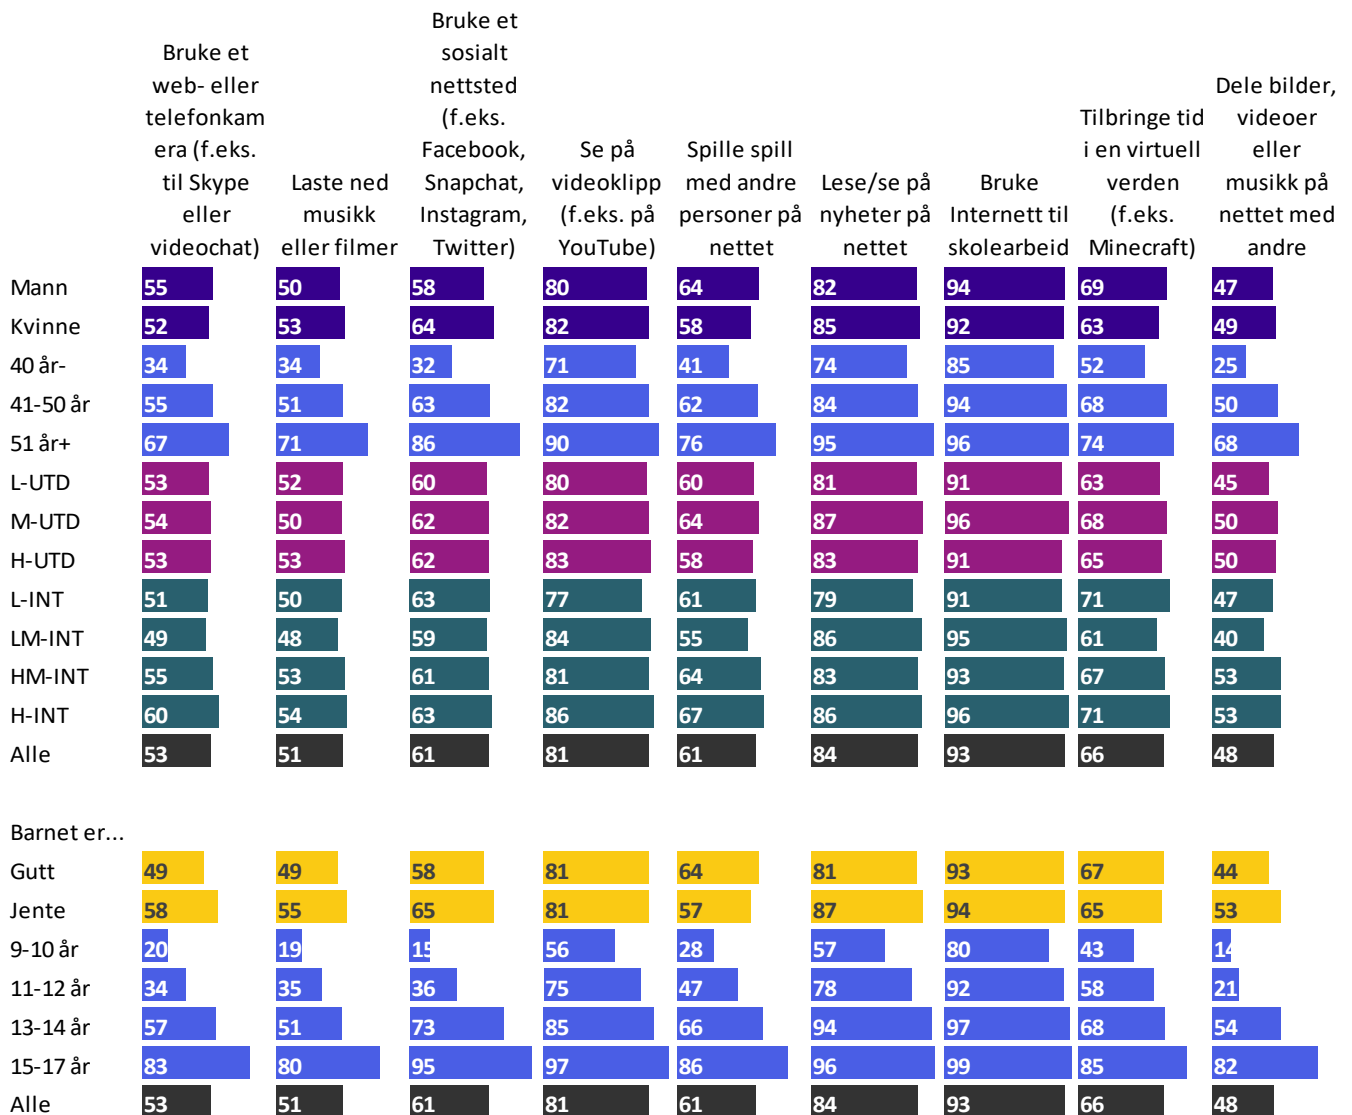 Bruke et
web- eller
telefonkam
era (f.eks.
til Skype
eller
videochat)
Laste ned
musikk
eller filmer
Bruke et
sosialt
nettsted
(f.eks.
Facebook,
Snapchat,
Instagram,
Twitter)
Se på
videoklipp
(f.eks. på
YouTube)
Spille spill
med andre
personer på
nettet
Lese/se på
nyheter på
nettet
Bruke
Internett til
skolearbeid
Tilbringe tid
i en virtuell
verden
(f.eks.
Minecraft)
Dele bilder,
videoer
eller
musikk på
nettet med
andre
Mann 55 50 58 80 64 82 94 69 47
Kvinne 52 53 64 82 58 85 92 63 49
40 år- 34 34 32 71 41 74 85 52 25
41-50 år 55 51 63 82 62 84 94 68 50
51 år+ 67 71 86 90 76 95 96 74 68
L-UTD 53 52 60 80 60 81 91 63 45
M-UTD 54 50 62 82 64 87 96 68 50
H-UTD 53 53 62 83 58 83 91 65 50
L-INT 51 50 63 77 61 79 91 71 47
LM-INT 49 48 59 84 55 86 95 61 40
HM-INT 55 53 61 81 64 83 93 67 53
H-INT 60 54 63 86 67 86 96 71 53
Alle 53 51 61 81 61 84 93 66 48
Barnet er...
Gutt 49 49 58 81 64 81 93 67 44
Jente 58 55 65 81 57 87 94 65 53
9-10 år 20 19 15 56 28 57 80 43 14
11-12 år 34 35 36 75 47 78 92 58 21
13-14 år 57 51 73 85 66 94 97 68 54
15-17 år 83 80 95 97 86 96 99 85 82
Alle 53 51 61 81 61 84 93 66 48